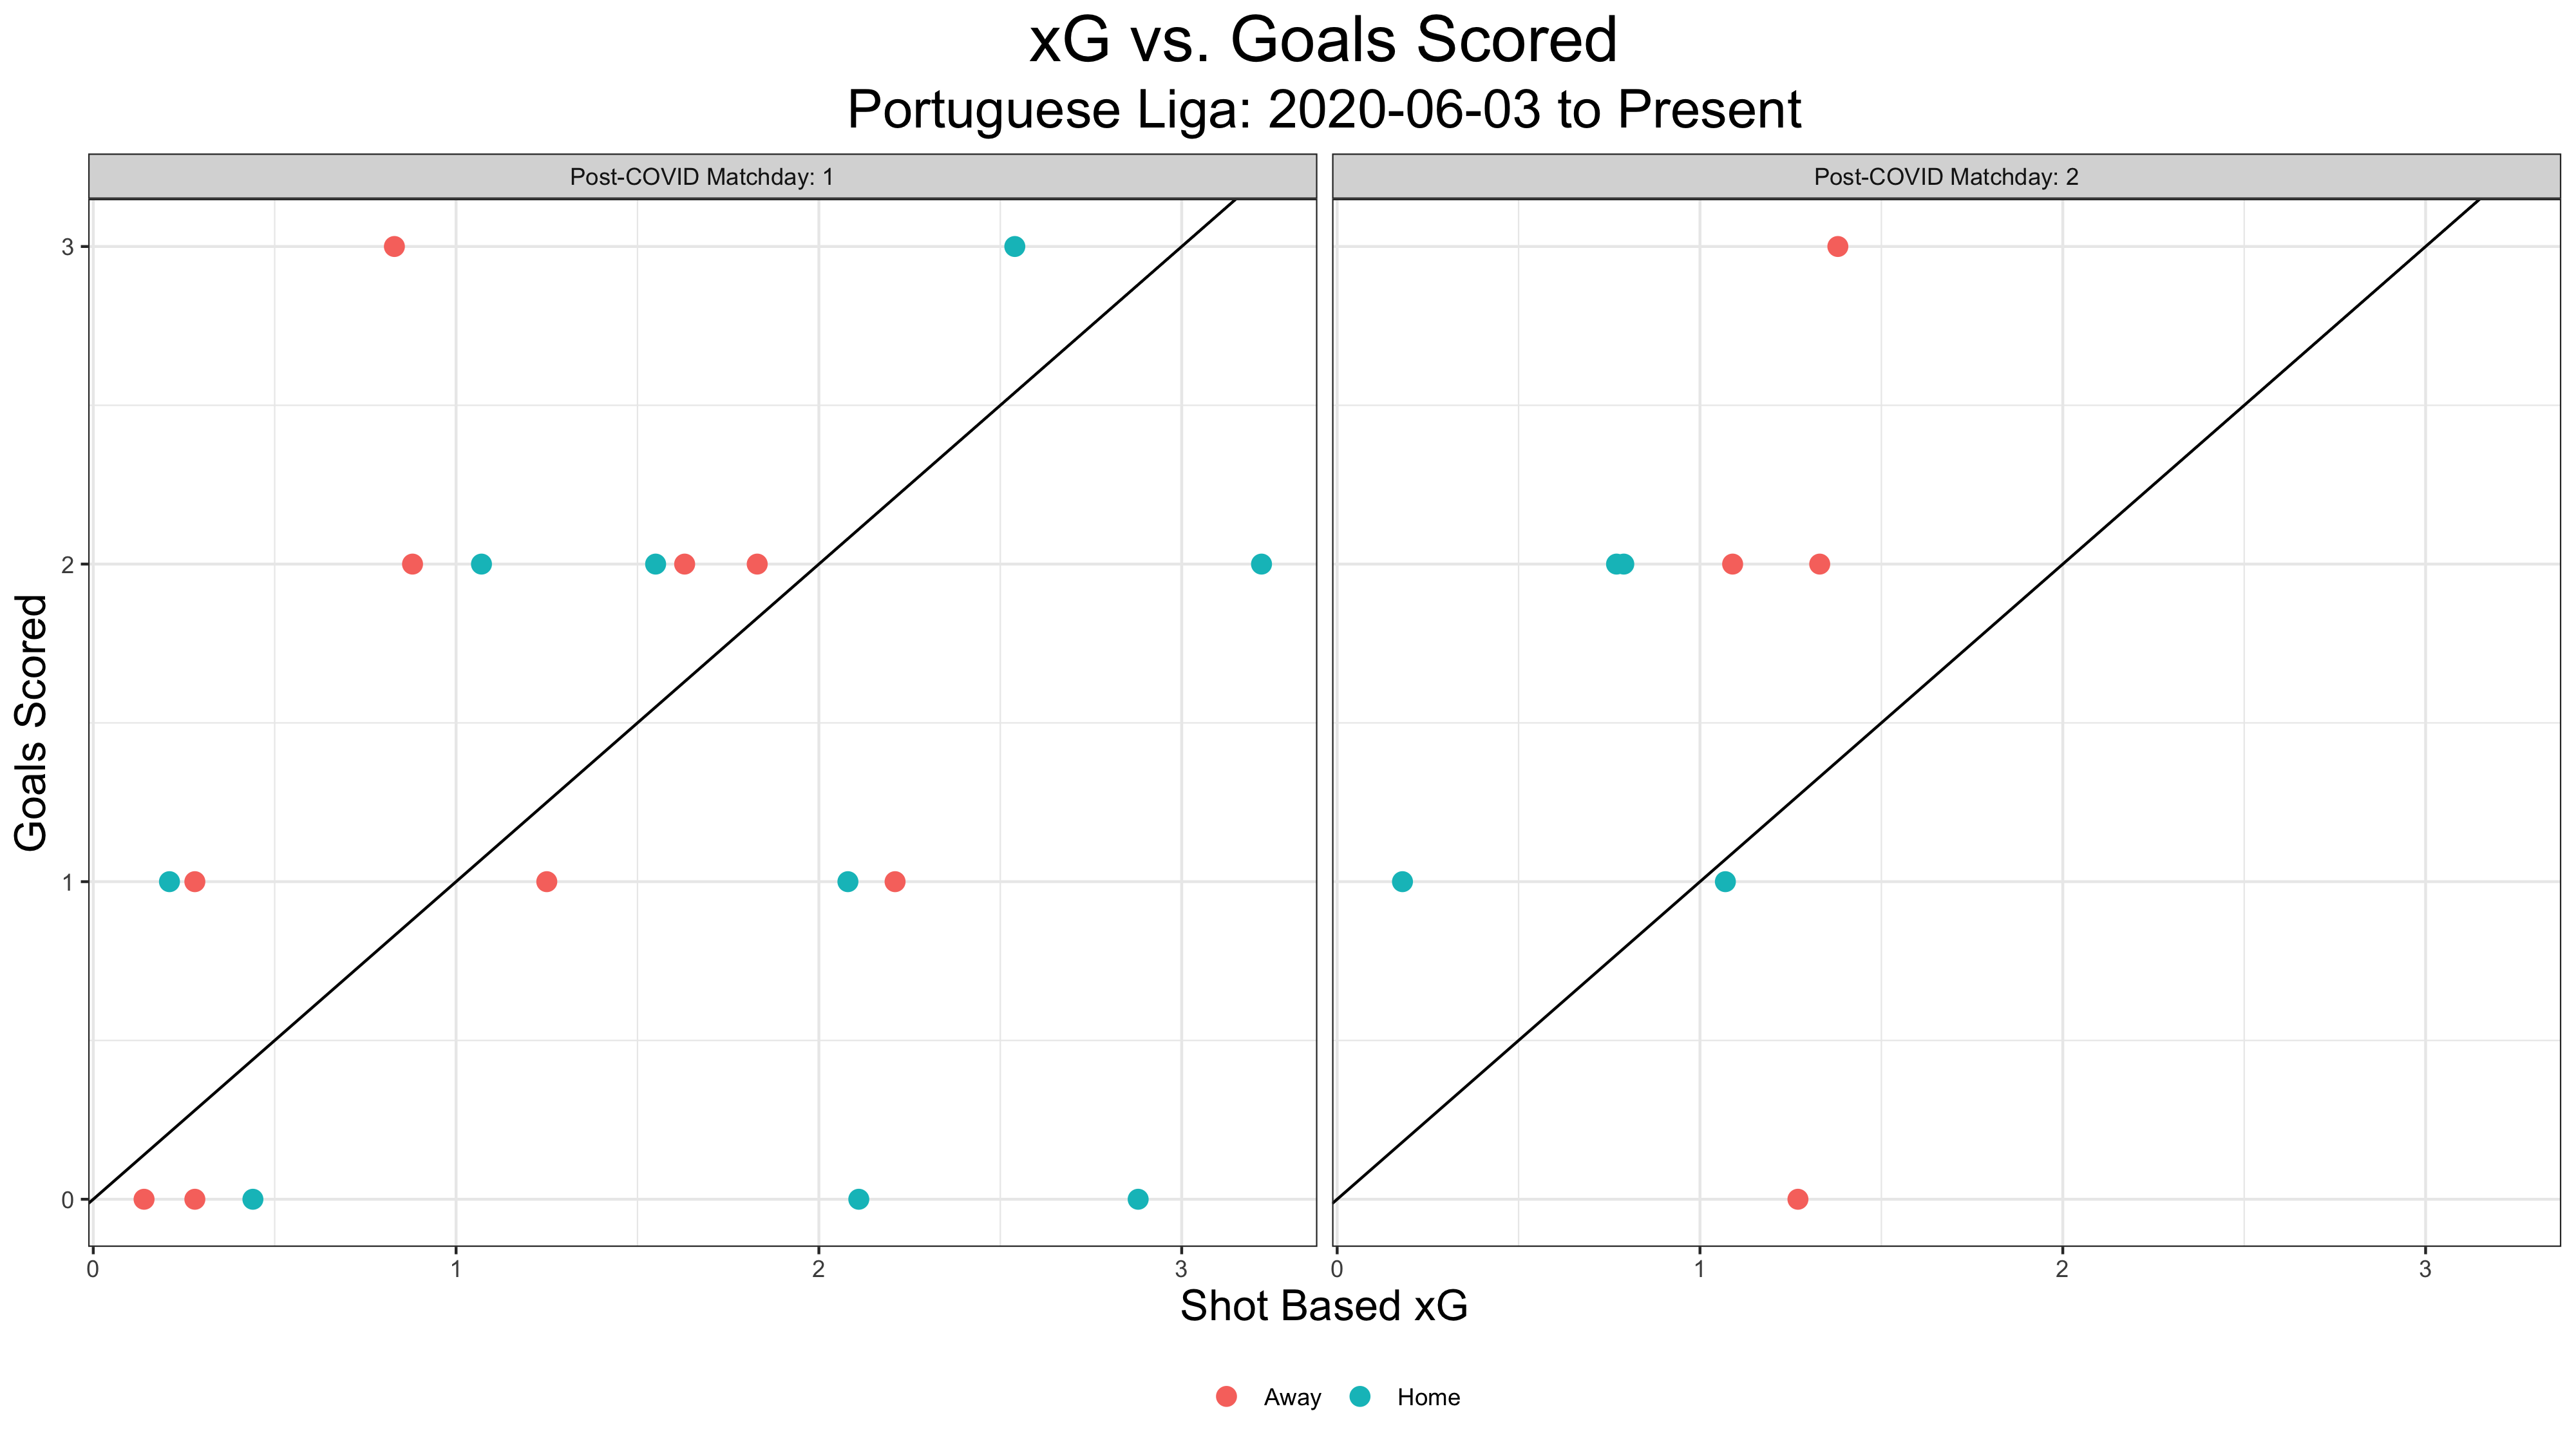 xG vs. Goals Scored
Portuguese Liga: 2020-06-03 to Present
Post-COVID Matchday: 1
Post-COVID Matchday: 2
Goals Scored
3
2
1
0
0 1 2 3
0 1 2 3
Shot Based xG
Away
Home